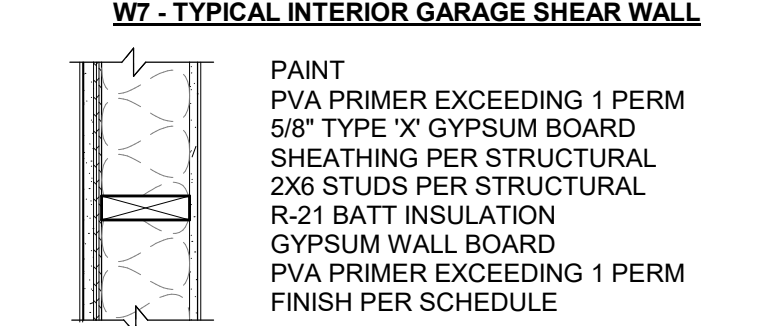 W7 - TYPICAL INTERIOR GARAGE SHEAR WALL
PAINT
PVA PRIMER EXCEEDING 1 PERM
5/8" TYPE 'X' GYPSUM BOARD
SHEATHING PER STRUCTURAL
2X6 STUDS PER STRUCTURAL
R-21 BATT INSULATION
GYPSUM WALL BOARD
PVA PRIMER EXCEEDING 1 PERM
FINISH PER SCHEDULE